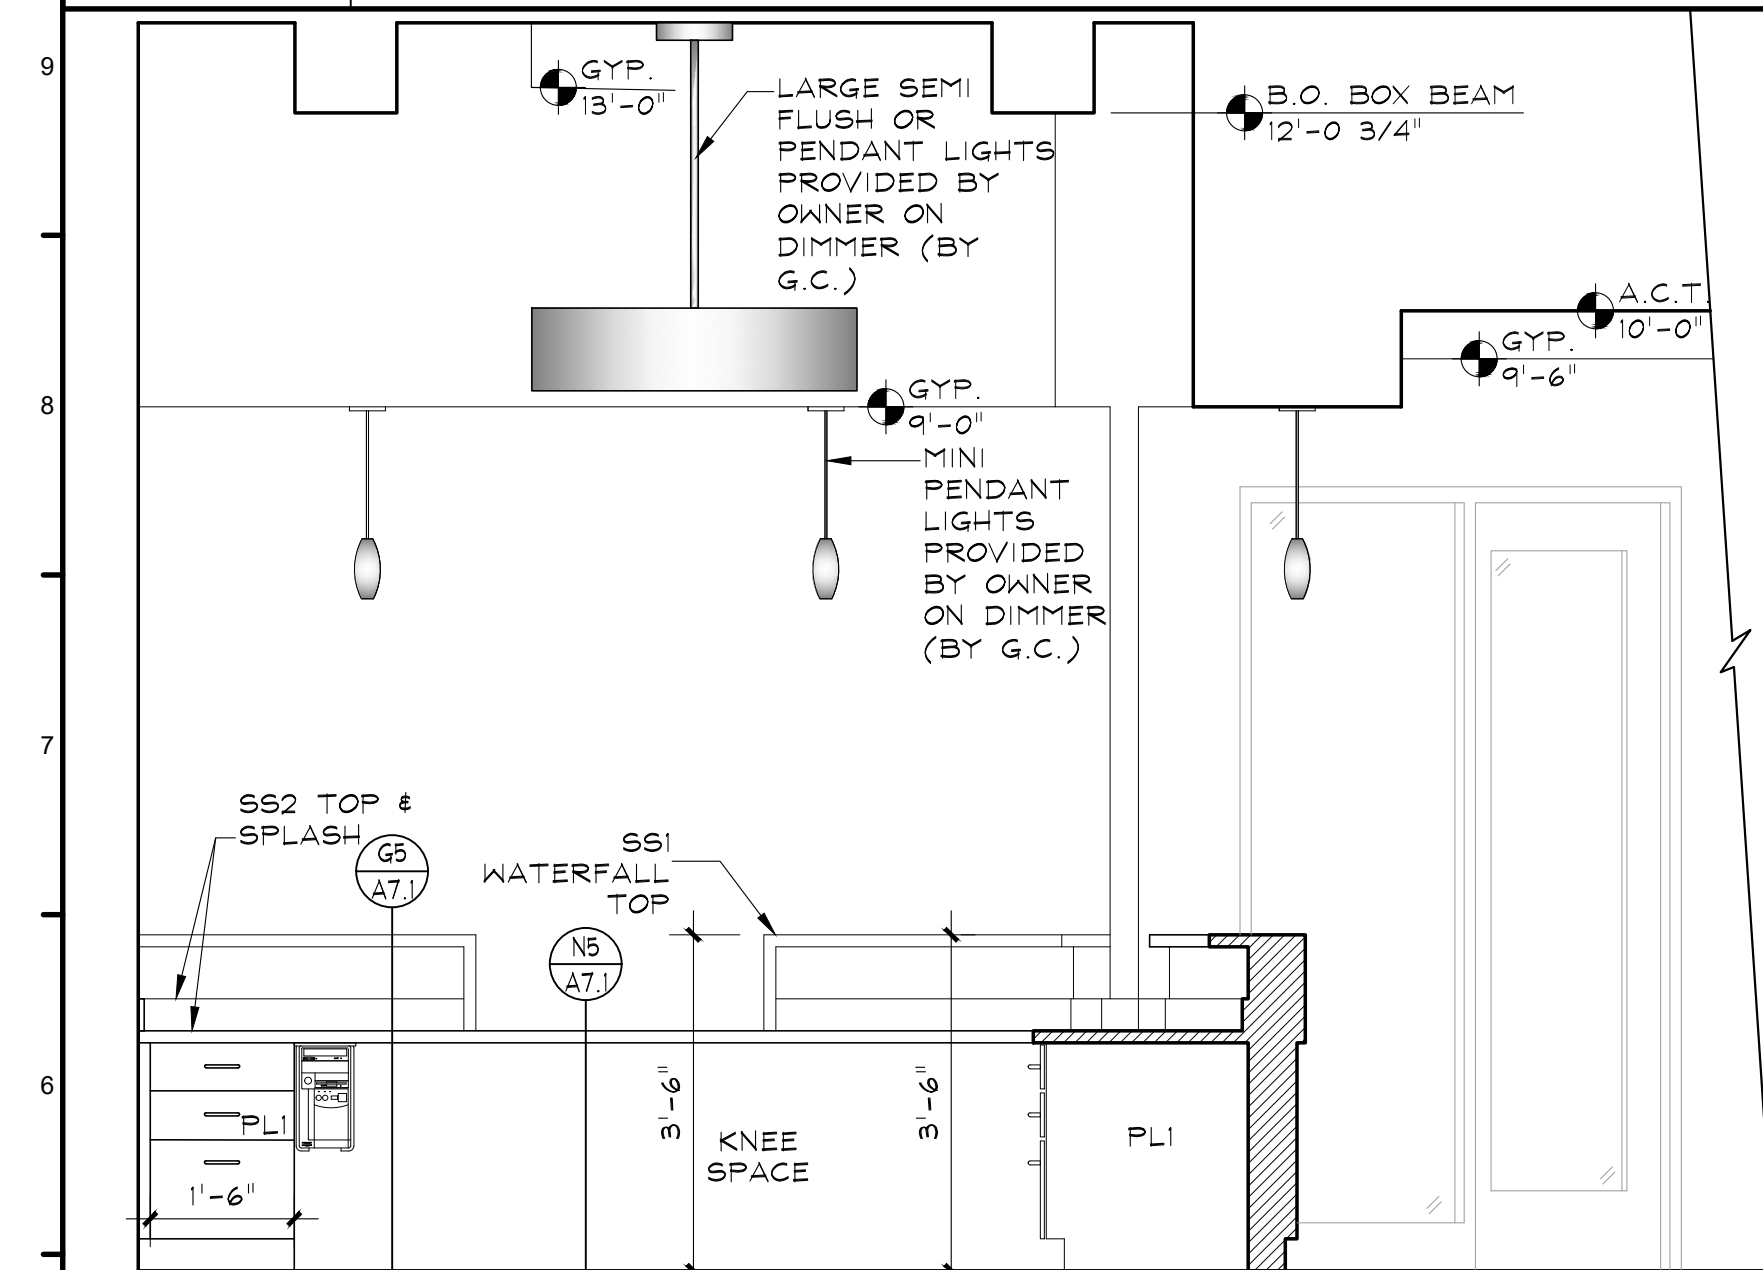 9
GYP.
13'-0"
LARGE SEMI
FLUSH OR
PENDANT LIGHTS
PROVIDED BY
OWNER ON
DIMMER (BY
G.C.)
B.O. BOX BEAM
12'-0 3/4"
A.C.T.
10'-0"
GYP.
9'-6"
8
GYP.
9'-0"
MINI
PENDANT
LIGHTS
PROVIDED
BY OWNER
ON DIMMER
(BY G.C.)
7
SS2 TOP &
SPLASH
G5
A7.1
SS1
WATERFALL
TOP
N5
A7.1
6
PL1
1'-6"
3'-6"
KNEE
SPACE
3'-6"
PL1